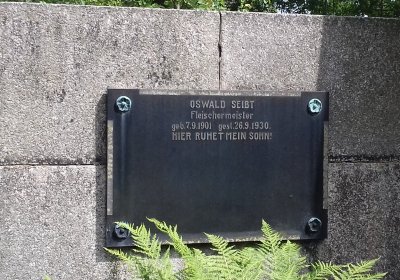 OSWALD SEIBT
Fleischermeister
geb. 7.9.1901 gest. 26.9.1930.
HIER RUHET MEIN SOHN!